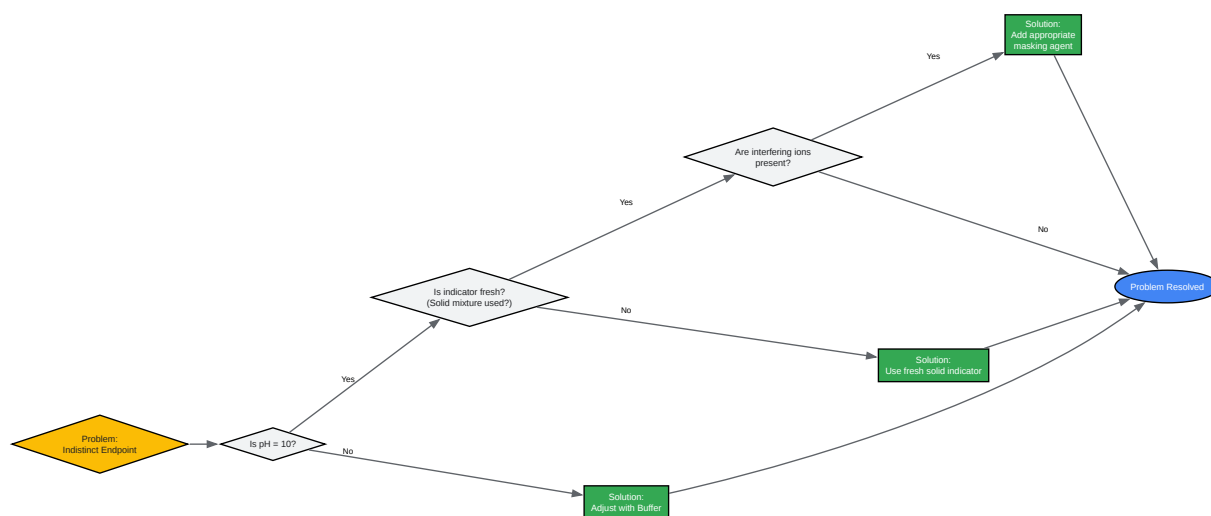 Problem:
Indistinct Endpoint
Is pH = 10?
Yes
No
Is indicator fresh?
(Solid mixture used?)
Yes
No
Are interfering ions
present?
Yes
No
Solution:
Add appropriate
masking agent
Solution:
Use fresh solid indicator
Solution:
Adjust with Buffer
Problem Resolved